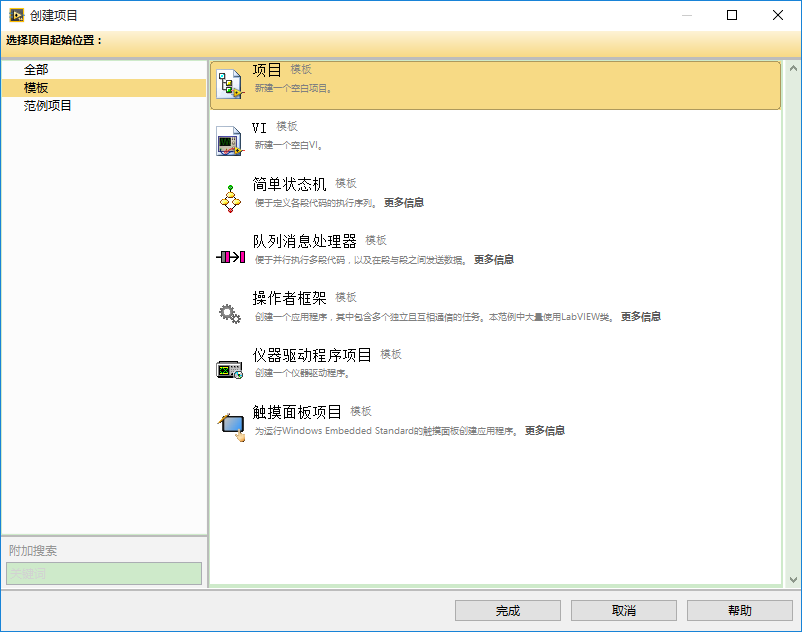 创建项目
选择项目起始位置：
全部
模板
范例项目
项目 模板
新建一个空白项目。
VI 模板
新建一个空白VI。
简单状态机 模板
便于定义各段代码的执行序列。 更多信息
队列消息处理器 模板
便于并行执行多段代码，以及在段与段之间发送数据。 更多信息
操作者框架 模板
创建一个应用程序，其中包含多个独立且互相通信的任务。本范例中大量使用LabVIEW类。 更多信息
仪器驱动程序项目 模板
创建一个仪器驱动程序。
触摸面板项目 模板
为运行Windows Embedded Standard的触摸面板创建应用程序。 更多信息
附加搜索
关键词
完成 取消 帮助